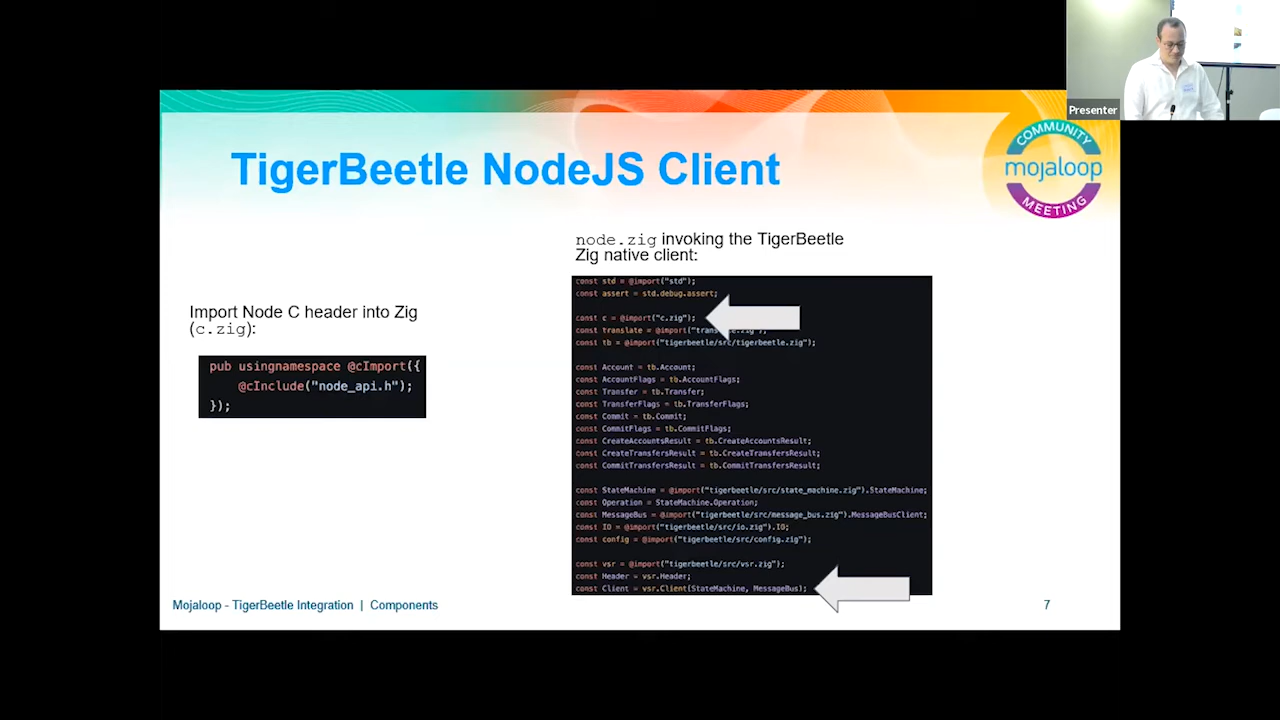 Presenter
COMMUNITY
mojaloop
MEETING
TigerBeetle NodeJS Client
Import Node C header into Zig
(c.zig):
pub usingnamespace @cImport({
@cInclude("node_api.h");
});
node.zig invoking the TigerBeetle
Zig native client:
const std = @import("std");
const assert = std.debug.assert;
const c = @import("c.zig");
const translate = @import("translate.zig");
const tb = @import("tigerbeetle/src/tigerbeetle.zig");
const Account = tb.Account;
const AccountFlags = tb.AccountFlags;
const Transfer = tb.Transfer;
const TransferFlags = tb.TransferFlags;
const Commit = tb.Commit;
const CommitFlags = tb.CommitFlags;
const CreateAccountsResult = tb.CreateAccountsResult;
const CreateTransfersResult = tb.CreateTransfersResult;
const CommitTransfersResult = tb.CommitTransfersResult;
const StateMachine = @import("tigerbeetle/src/state_machine.zig").StateMachine;
const Operation = StateMachine.Operation;
const MessageBus = @import("tigerbeetle/src/message_bus.zig").MessageBusClient;
const IO = @import("tigerbeetle/src/io.zig").IO;
const config = @import("tigerbeetle/src/config.zig");
const vsr = @import("tigerbeetle/src/vsr.zig");
const Header = vsr.Header;
const Client = vsr.Client(StateMachine, MessageBus);
Mojaloop - TigerBeetle Integration | Components
7